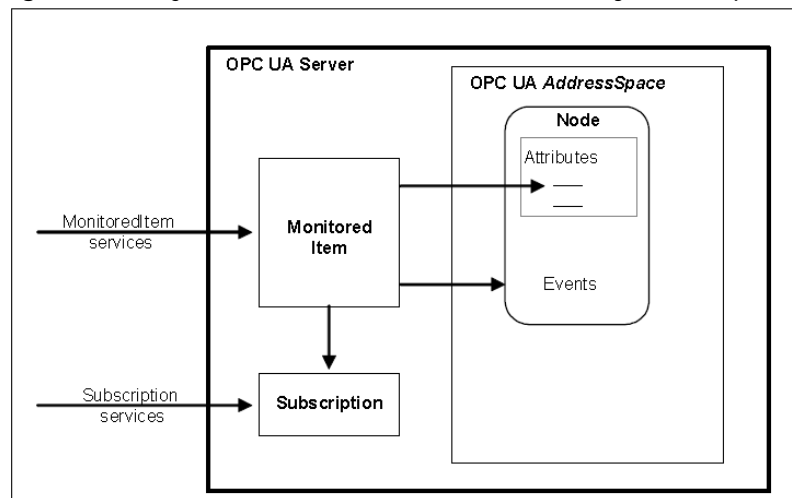 OPC UA Server
OPC UA AddressSpace
Node
Attributes
MonitoredItem
services
Monitored
Item
Events
Subscription
services
Subscription